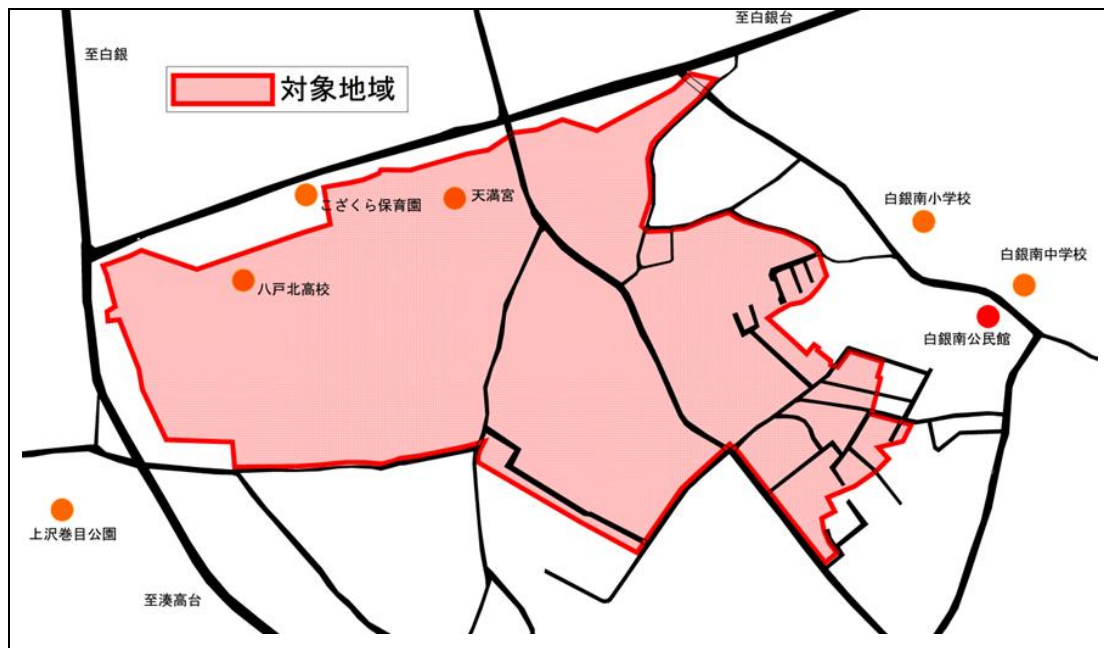 至白銀台
至白銀
対象地域
こざくら保育園
天満宮
白銀南小学校
白銀南中学校
八戸北高校
白銀南公民館
上沢巻目公園
至湊高台